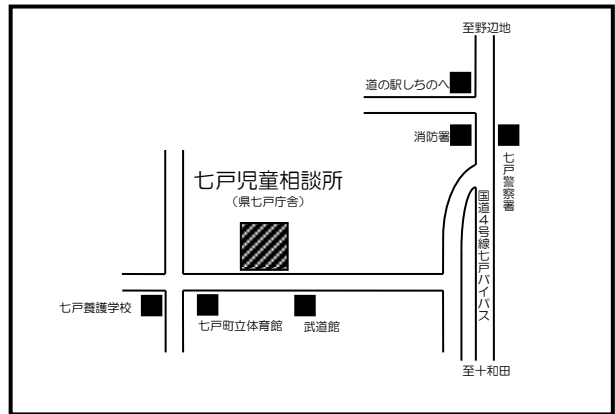 至野辺地
道の駅しちのへ
消防署
七戸警察署
七戸児童相談所
（県七戸庁舎）
国道４号線七戸バイパス
七戸養護学校
七戸町立体育館
武道館
至十和田